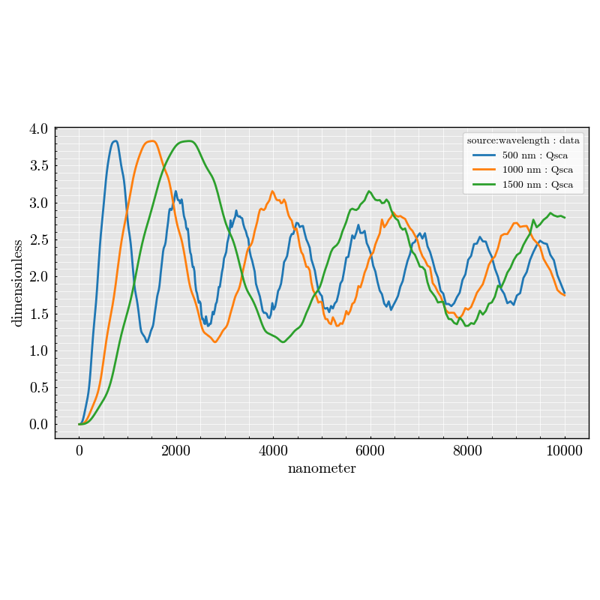 4.0
3.5
3.0
2.5
2.0
1.5
1.0
0.5
0.0
dimensionless
source:wavelength : data
500 nm : Qsca
1000 nm : Qsca
1500 nm : Qsca
0 2000 4000 6000 8000 10000
nanometer